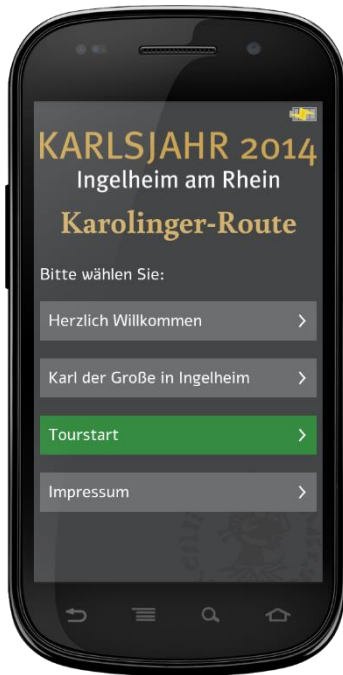 KARLSJAHR 2014
Ingelheim am Rhein
Karolinger-Route
Bitte wählen Sie:
Herzlich Willkommen
Karl der Große in Ingelheim
Tourstart
Impressum